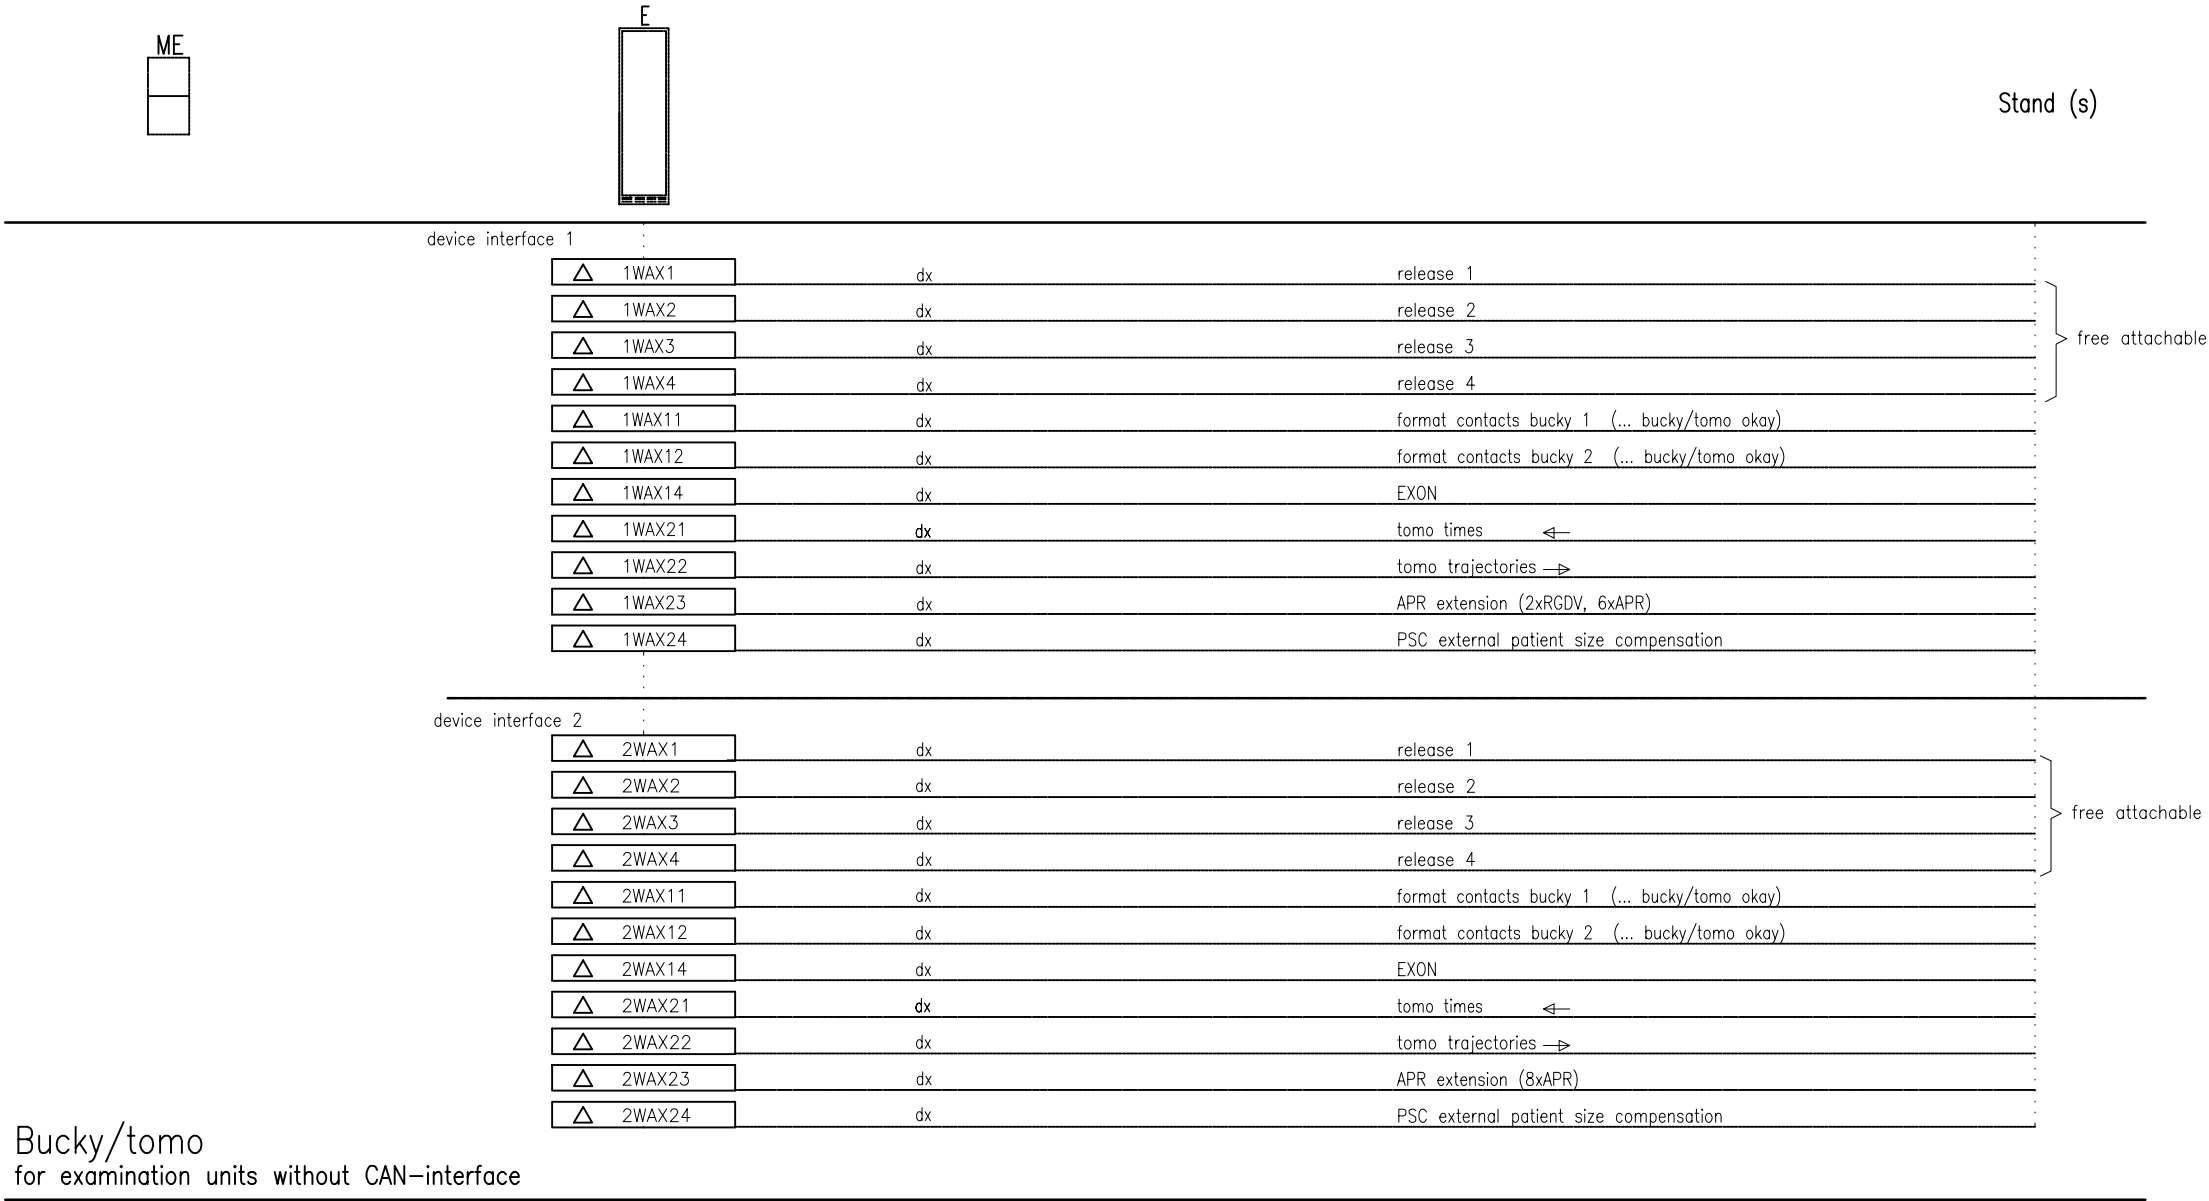 E
ME
Stand (s)
device interface 1
1WAX1 dx release 1
1WAX2 dx release 2
free attachable
1WAX3 dx release 3
1WAX4 dx release 4
1WAX11 dx format contacts bucky 1 (... bucky/tomo okay)
1WAX12 dx format contacts bucky 2 (... bucky/tomo okay)
1WAX14 dx EXON
1WAX21 dx tomo times
1WAX22 dx tomo trajectories
1WAX23 dx APR extension (2xRGDV, 6xAPR)
1WAX24 dx PSC external patient size compensation
device interface 2
2WAX1 dx release 1
2WAX2 dx release 2
free attachable
2WAX3 dx release 3
2WAX4 dx release 4
2WAX11 dx format contacts bucky 1 (... bucky/tomo okay)
2WAX12 dx format contacts bucky 2 (... bucky/tomo okay)
2WAX14 dx EXON
2WAX21 dx tomo times
2WAX22 dx tomo trajectories
2WAX23 dx APR extension (8xAPR)
2WAX24 dx PSC external patient size compensation
Bucky/tomo
for examination units without CAN-interface